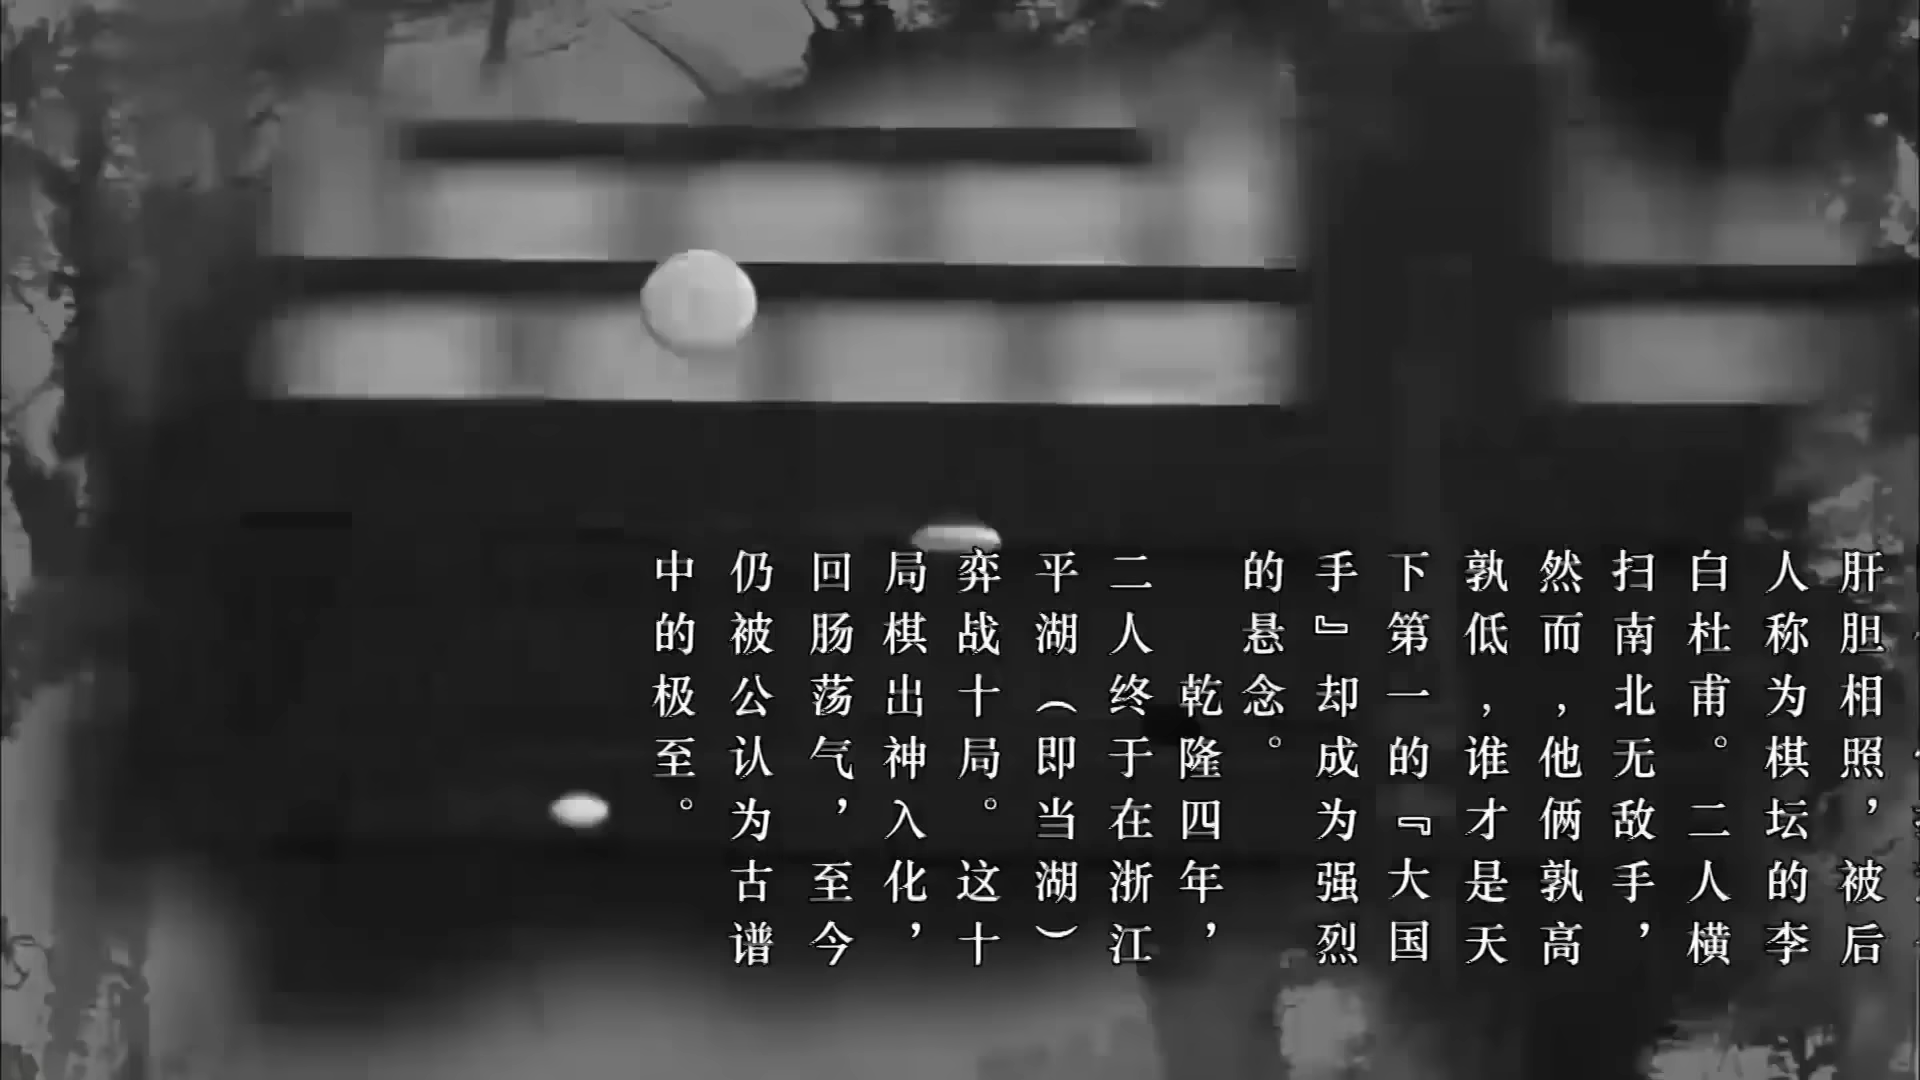 肝胆相照，被后
人称为棋坛的李
白杜甫。二人横
扫南北无敌手，
然而，他俩孰高
孰低，谁才是天
下第一的『大国
手』却成为强烈
的悬念。
乾隆四年，
二人终于在浙江
平湖（即当湖）
弈战十局。这十
局棋出神入化，
回肠荡气，至今
仍被公认为古谱
中的极至。